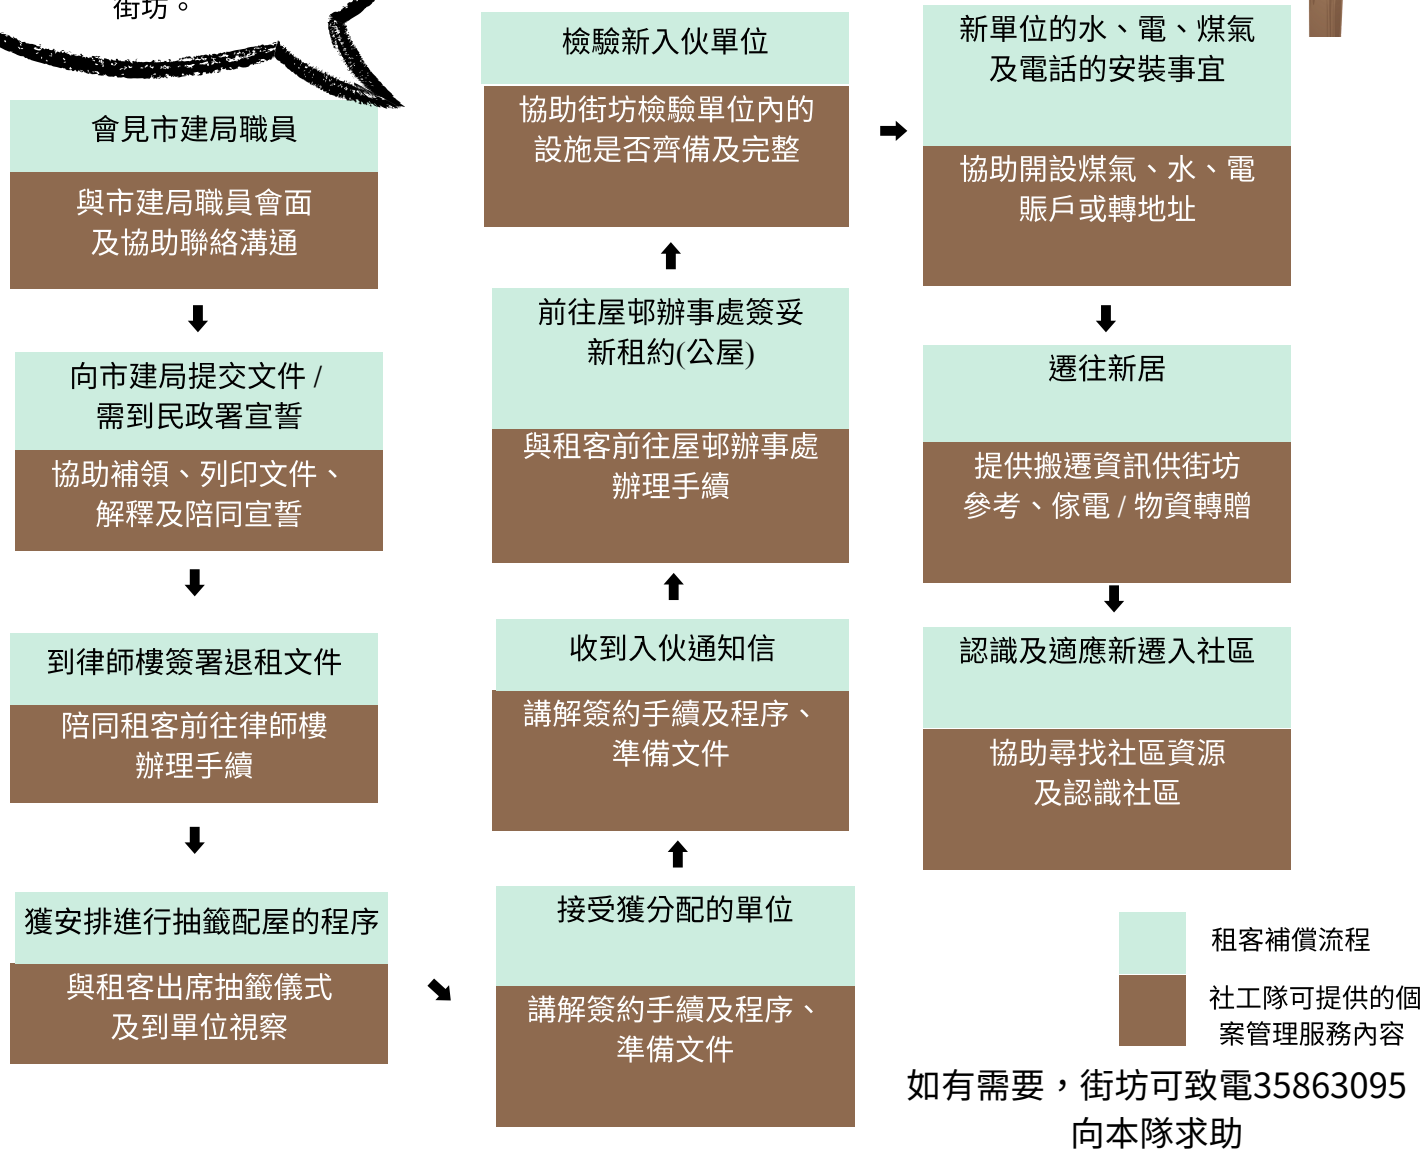 街坊。
會見市建局職員
與市建局職員會面
及協助聯絡溝通
向市建局提交文件 /
需到民政署宣誓
協助補領、列印文件、
解釋及陪同宣誓
到律師樓簽署退租文件
陪同租客前往律師樓
辦理手續
獲安排進行抽籤配屋的程序
與租客出席抽籤儀式
及到單位視察
接受獲分配的單位
講解簽約手續及程序、
準備文件
收到入伙通知信
講解簽約手續及程序、
準備文件
前往屋邨辦事處簽妥
新租約(公屋)
與租客前往屋邨辦事處
辦理手續
檢驗新入伙單位
協助街坊檢驗單位內的
設施是否齊備及完整
新單位的水、電、煤氣
及電話的安裝事宜
協助開設煤氣、水、電
賬戶或轉地址
遷往新居
提供搬遷資訊供街坊
參考、傢電 / 物資轉贈
認識及適應新遷入社區
協助尋找社區資源
及認識社區
租客補償流程
社工隊可提供的個
案管理服務內容
如有需要，街坊可致電35863095
向本隊求助